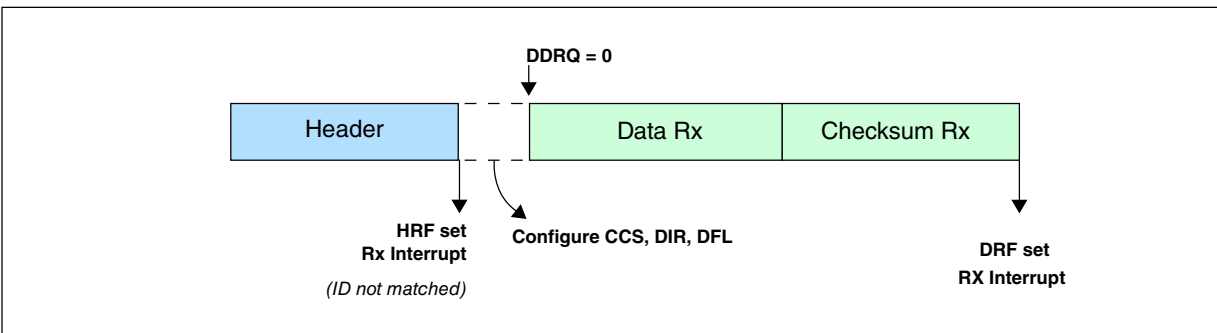 DDRQ = 0
Header
Data Rx
Checksum Rx
HRF set
Rx Interrupt
(ID not matched)
Configure CCS, DIR, DFL
DRF set
RX Interrupt